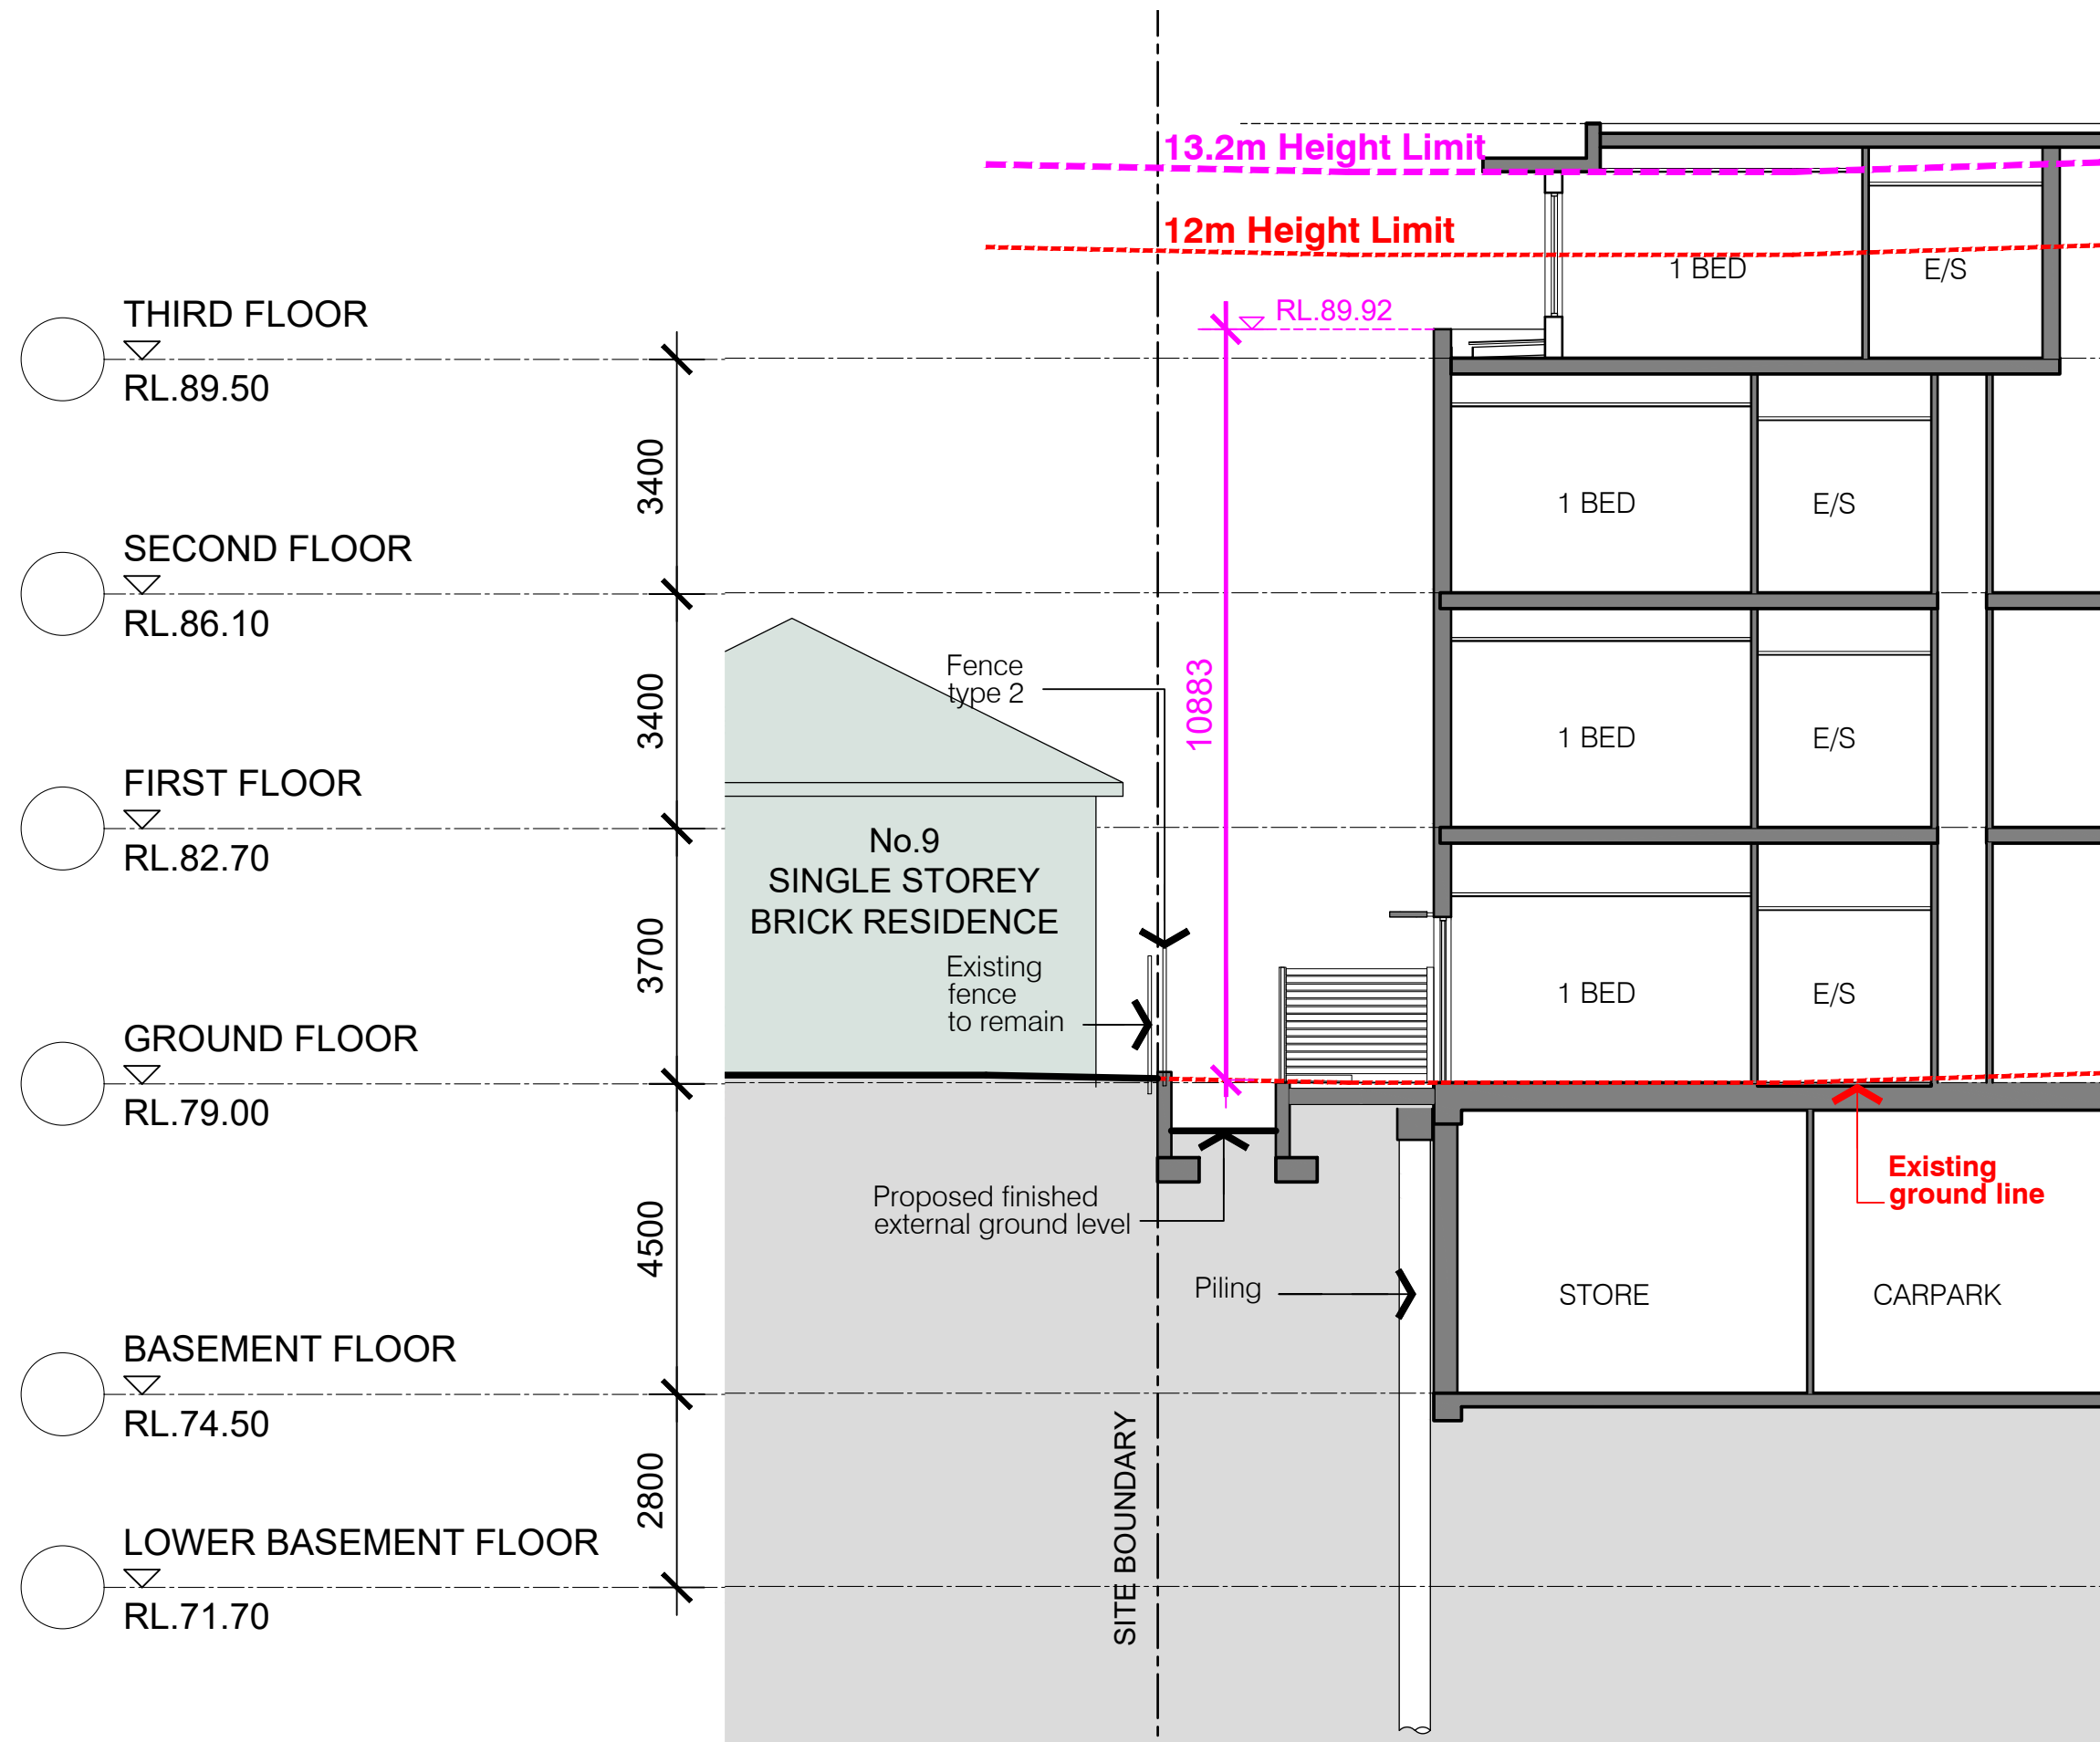 13.2m Height Limit
12m Height Limit
1 BED
E/S
RL.89.92
THIRD FLOOR
RL.89.50
3400
1 BED
E/S
SECOND FLOOR
RL.86.10
3400
Fence
type 2
10883
1 BED
E/S
FIRST FLOOR
RL.82.70
No.9
SINGLE STOREY
BRICK RESIDENCE
3700
Existing
fence
to remain
1 BED
E/S
GROUND FLOOR
RL.79.00
Existing
ground line
Proposed finished
external ground level
4500
Piling
STORE
CARPARK
BASEMENT FLOOR
RL.74.50
2800
SITE BOUNDARY
LOWER BASEMENT FLOOR
RL.71.70